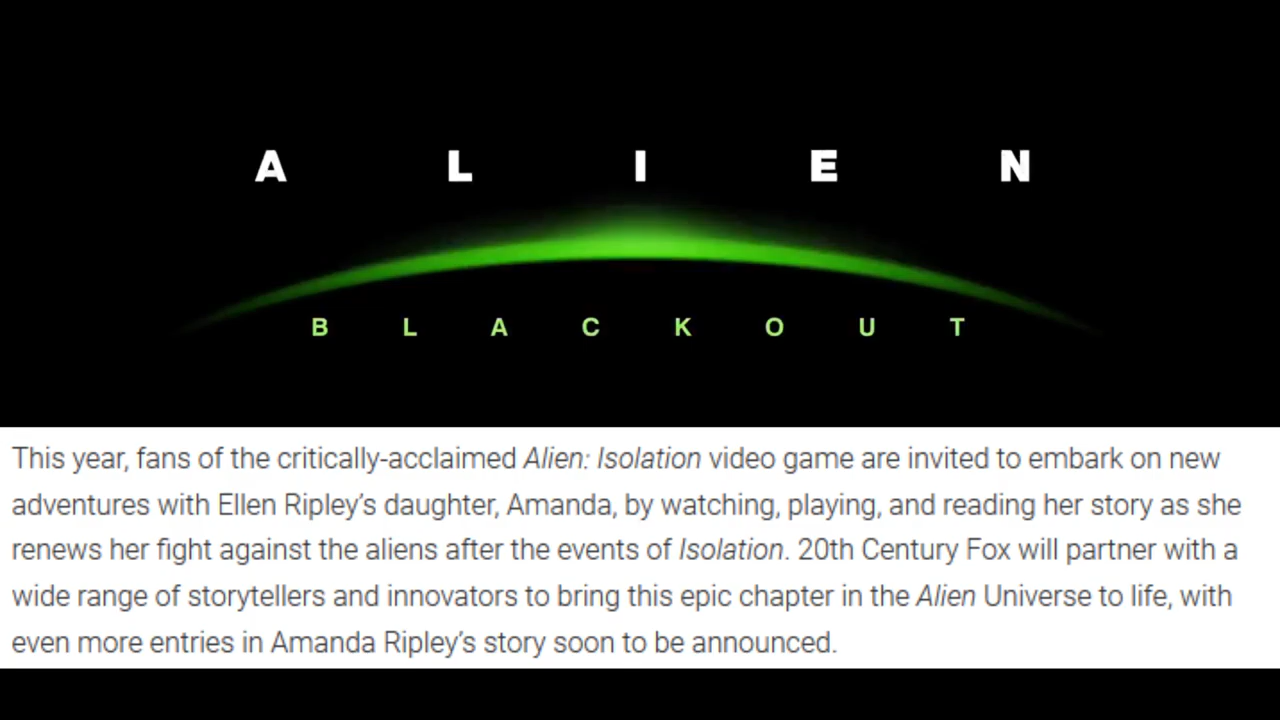 ALIEN
BLACKOUT
This year, fans of the critically-acclaimed Alien: Isolation video game are invited to embark on new
adventures with Ellen Ripley’s daughter, Amanda, by watching, playing, and reading her story as she
renews her fight against the aliens after the events of Isolation. 20th Century Fox will partner with a
wide range of storytellers and innovators to bring this epic chapter in the Alien Universe to life, with
even more entries in Amanda Ripley’s story soon to be announced.